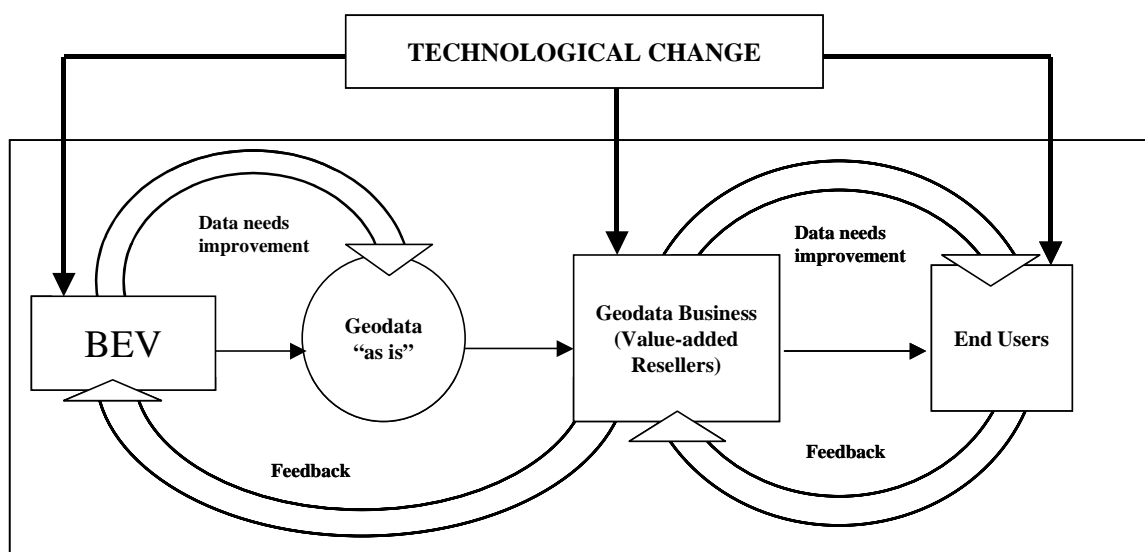 TECHNOLOGICAL CHANGE
Data needs
improvement
Data needs
improvement
BEV
Geodata
“as is”
Geodata Business
(Value-added
Resellers)
End Users
Feedback
Feedback